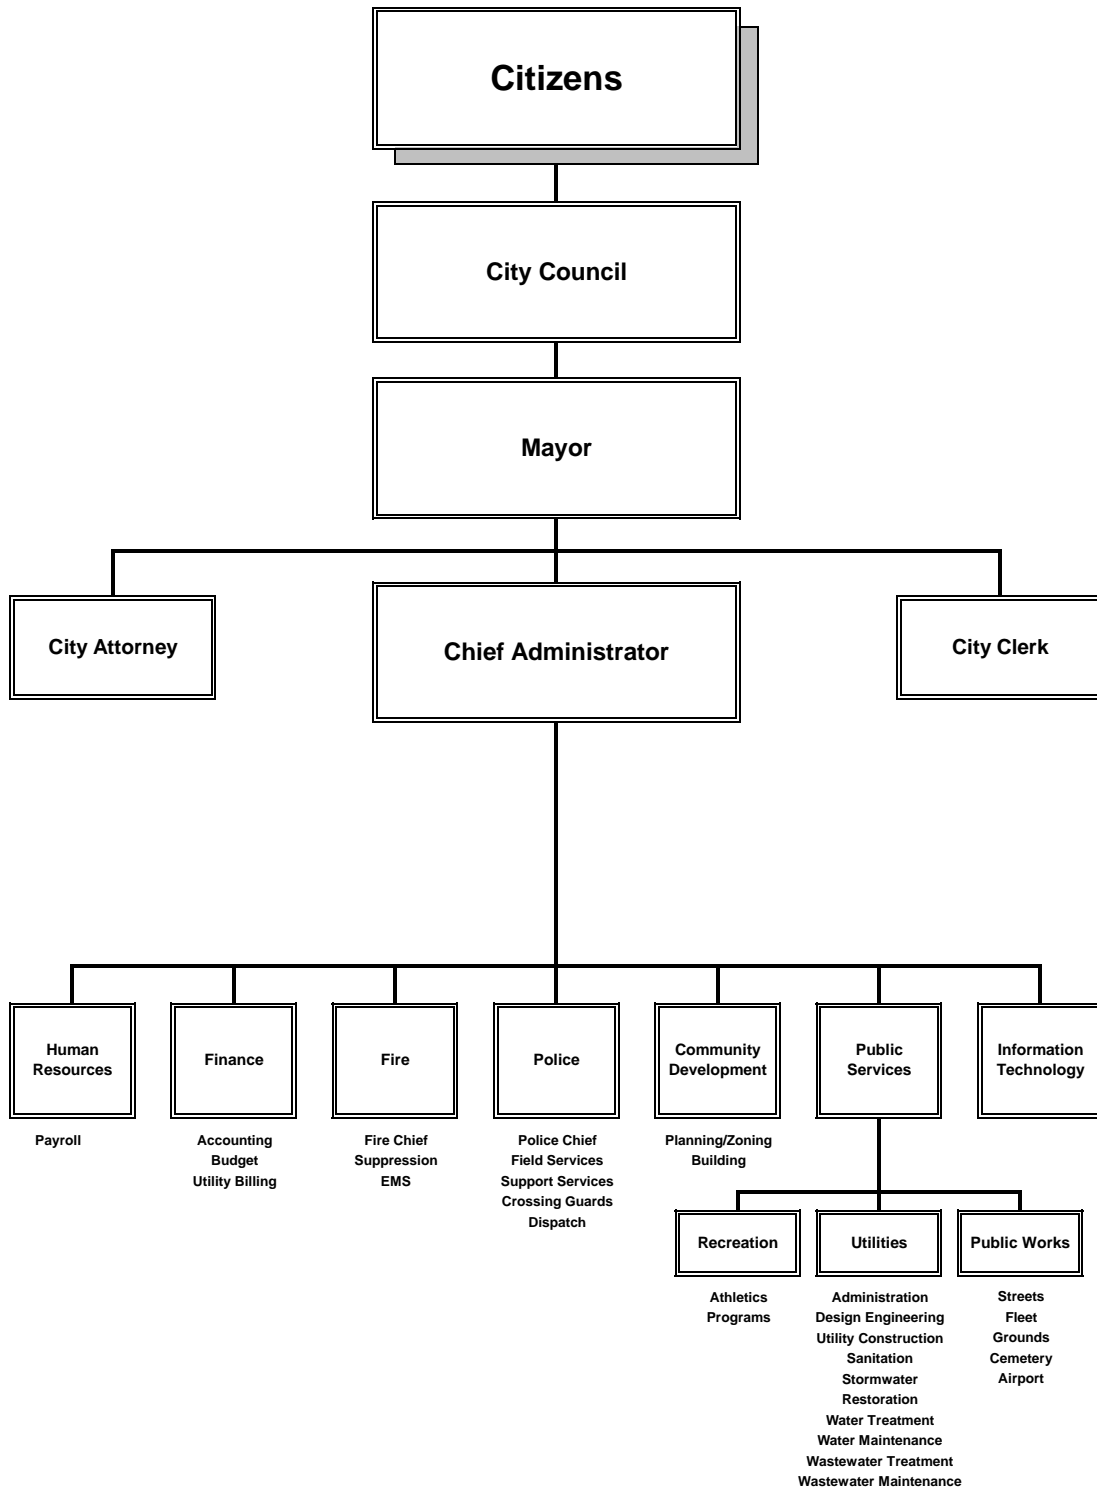 Citizens
City Council
Mayor
City Attorney
Chief Administrator
City Clerk
Human
Resources
Finance
Fire
Police
Community
Development
Public
Services
Information
Technology
Payroll
Accounting
Budget
Utility Billing
Fire Chief
Suppression
EMS
Police Chief
Field Services
Support Services
Crossing Guards
Dispatch
Planning/Zoning
Building
Recreation
Utilities
Public Works
Athletics
Programs
Administration
Design Engineering
Utility Construction
Sanitation
Stormwater
Restoration
Water Treatment
Water Maintenance
Wastewater Treatment
Wastewater Maintenance
Streets
Fleet
Grounds
Cemetery
Airport